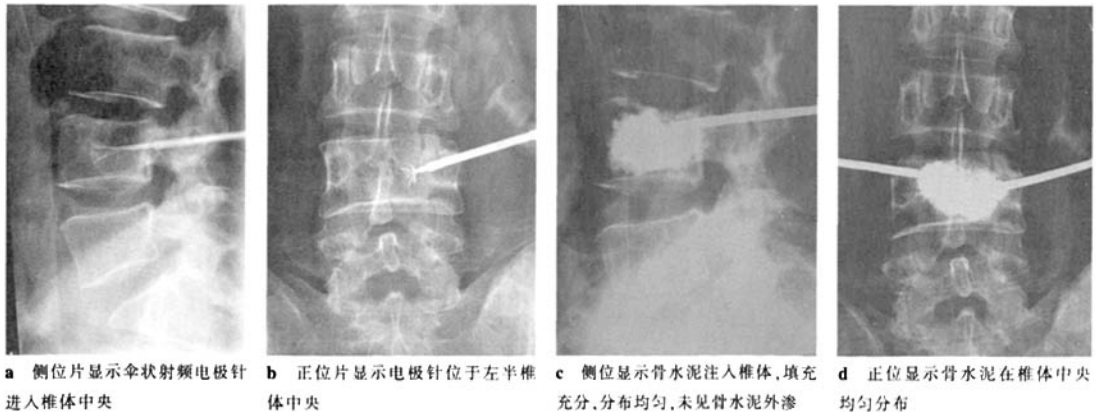 a 侧位片显示伞状射频电极针
进入椎体中央
b 正位片显示电极针位于左半椎
体中央
c 侧位显示骨水泥注入椎体,填充
充分,分布均匀,未见骨水泥外渗
d 正位显示骨水泥在椎体中央
均匀分布